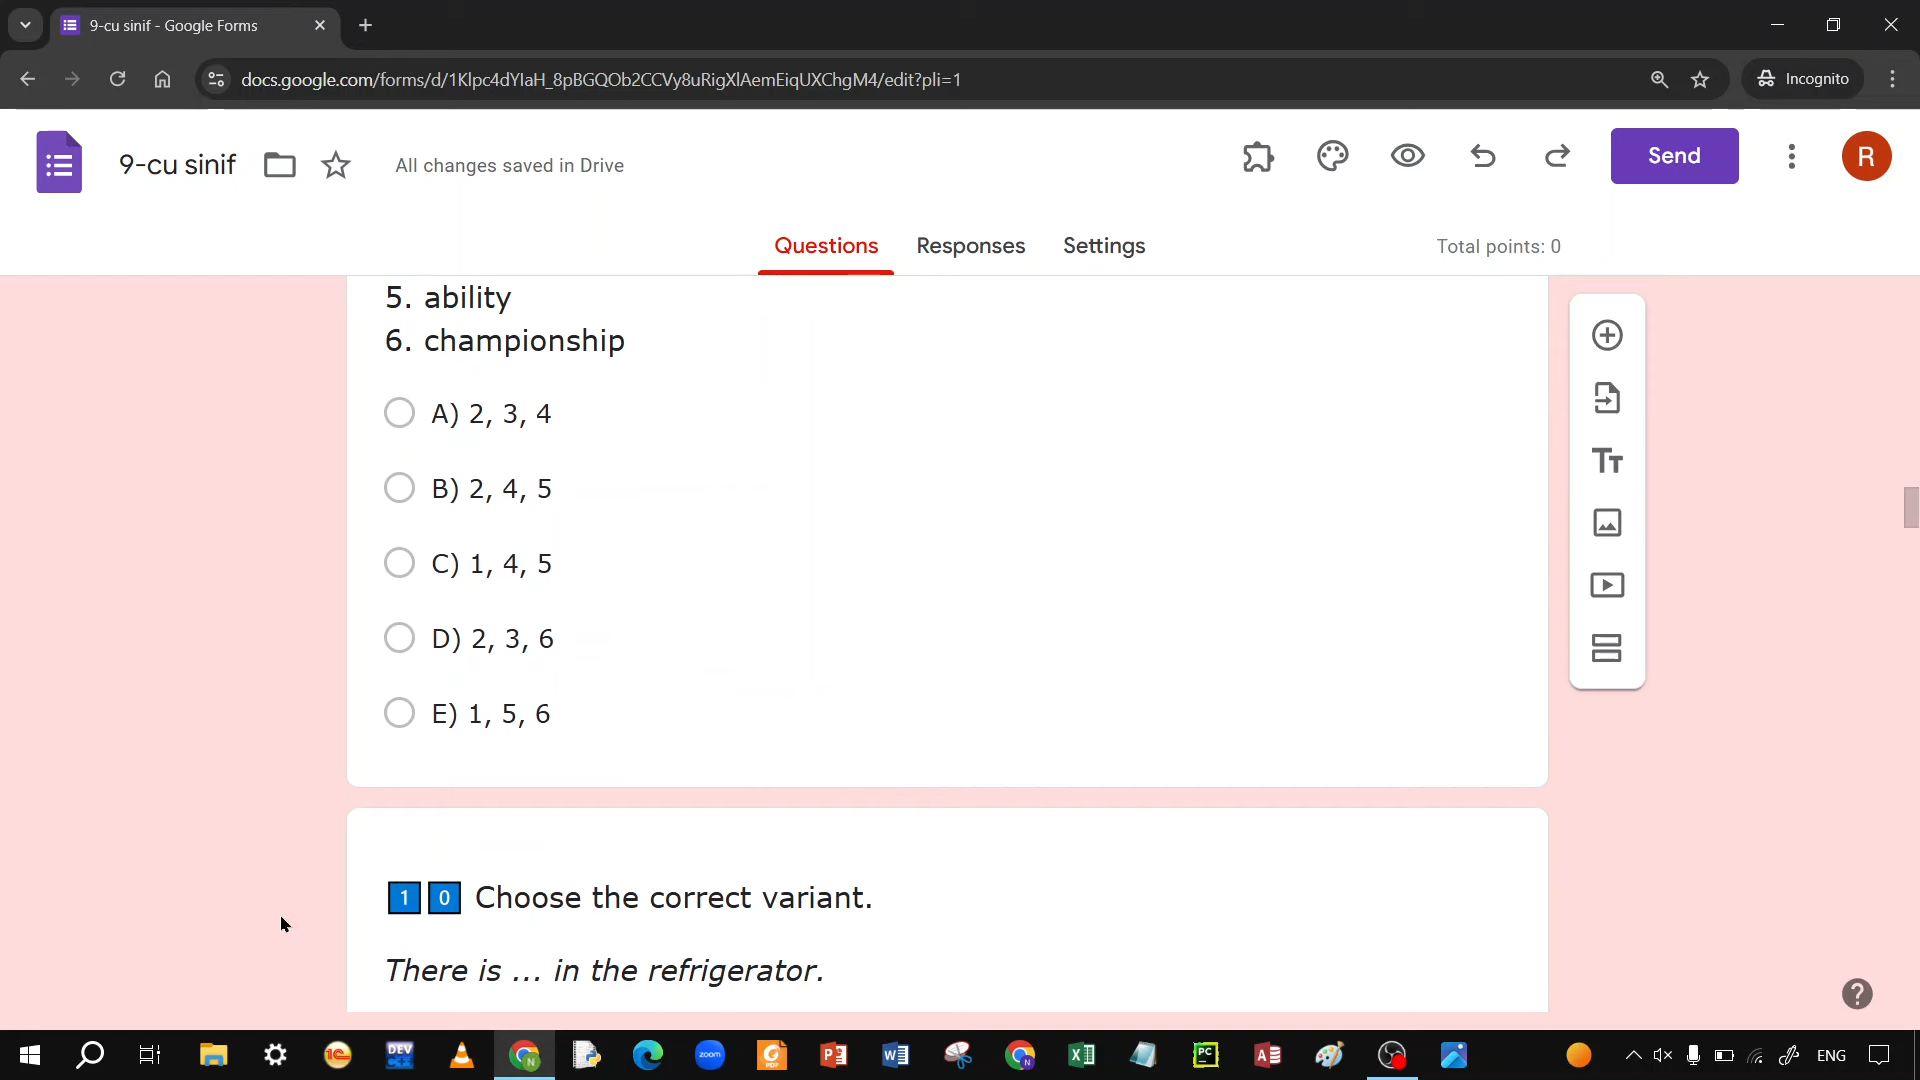 9-cu sinif - Google Forms
docs.google.com/forms/d/1Klpc4dYIaH_8pBGQOb2CCVy8uRigXlAemEiqUXChgM4/edit?pli=1
Incognito
9-cu sinif
All changes saved in Drive
Send
R
Questions
Responses
Settings
Total points: 0
5. ability
6. championship
A) 2, 3, 4
B) 2, 4, 5
C) 1, 4, 5
D) 2, 3, 6
E) 1, 5, 6
1 0 Choose the correct variant.
There is ... in the refrigerator.
ENG